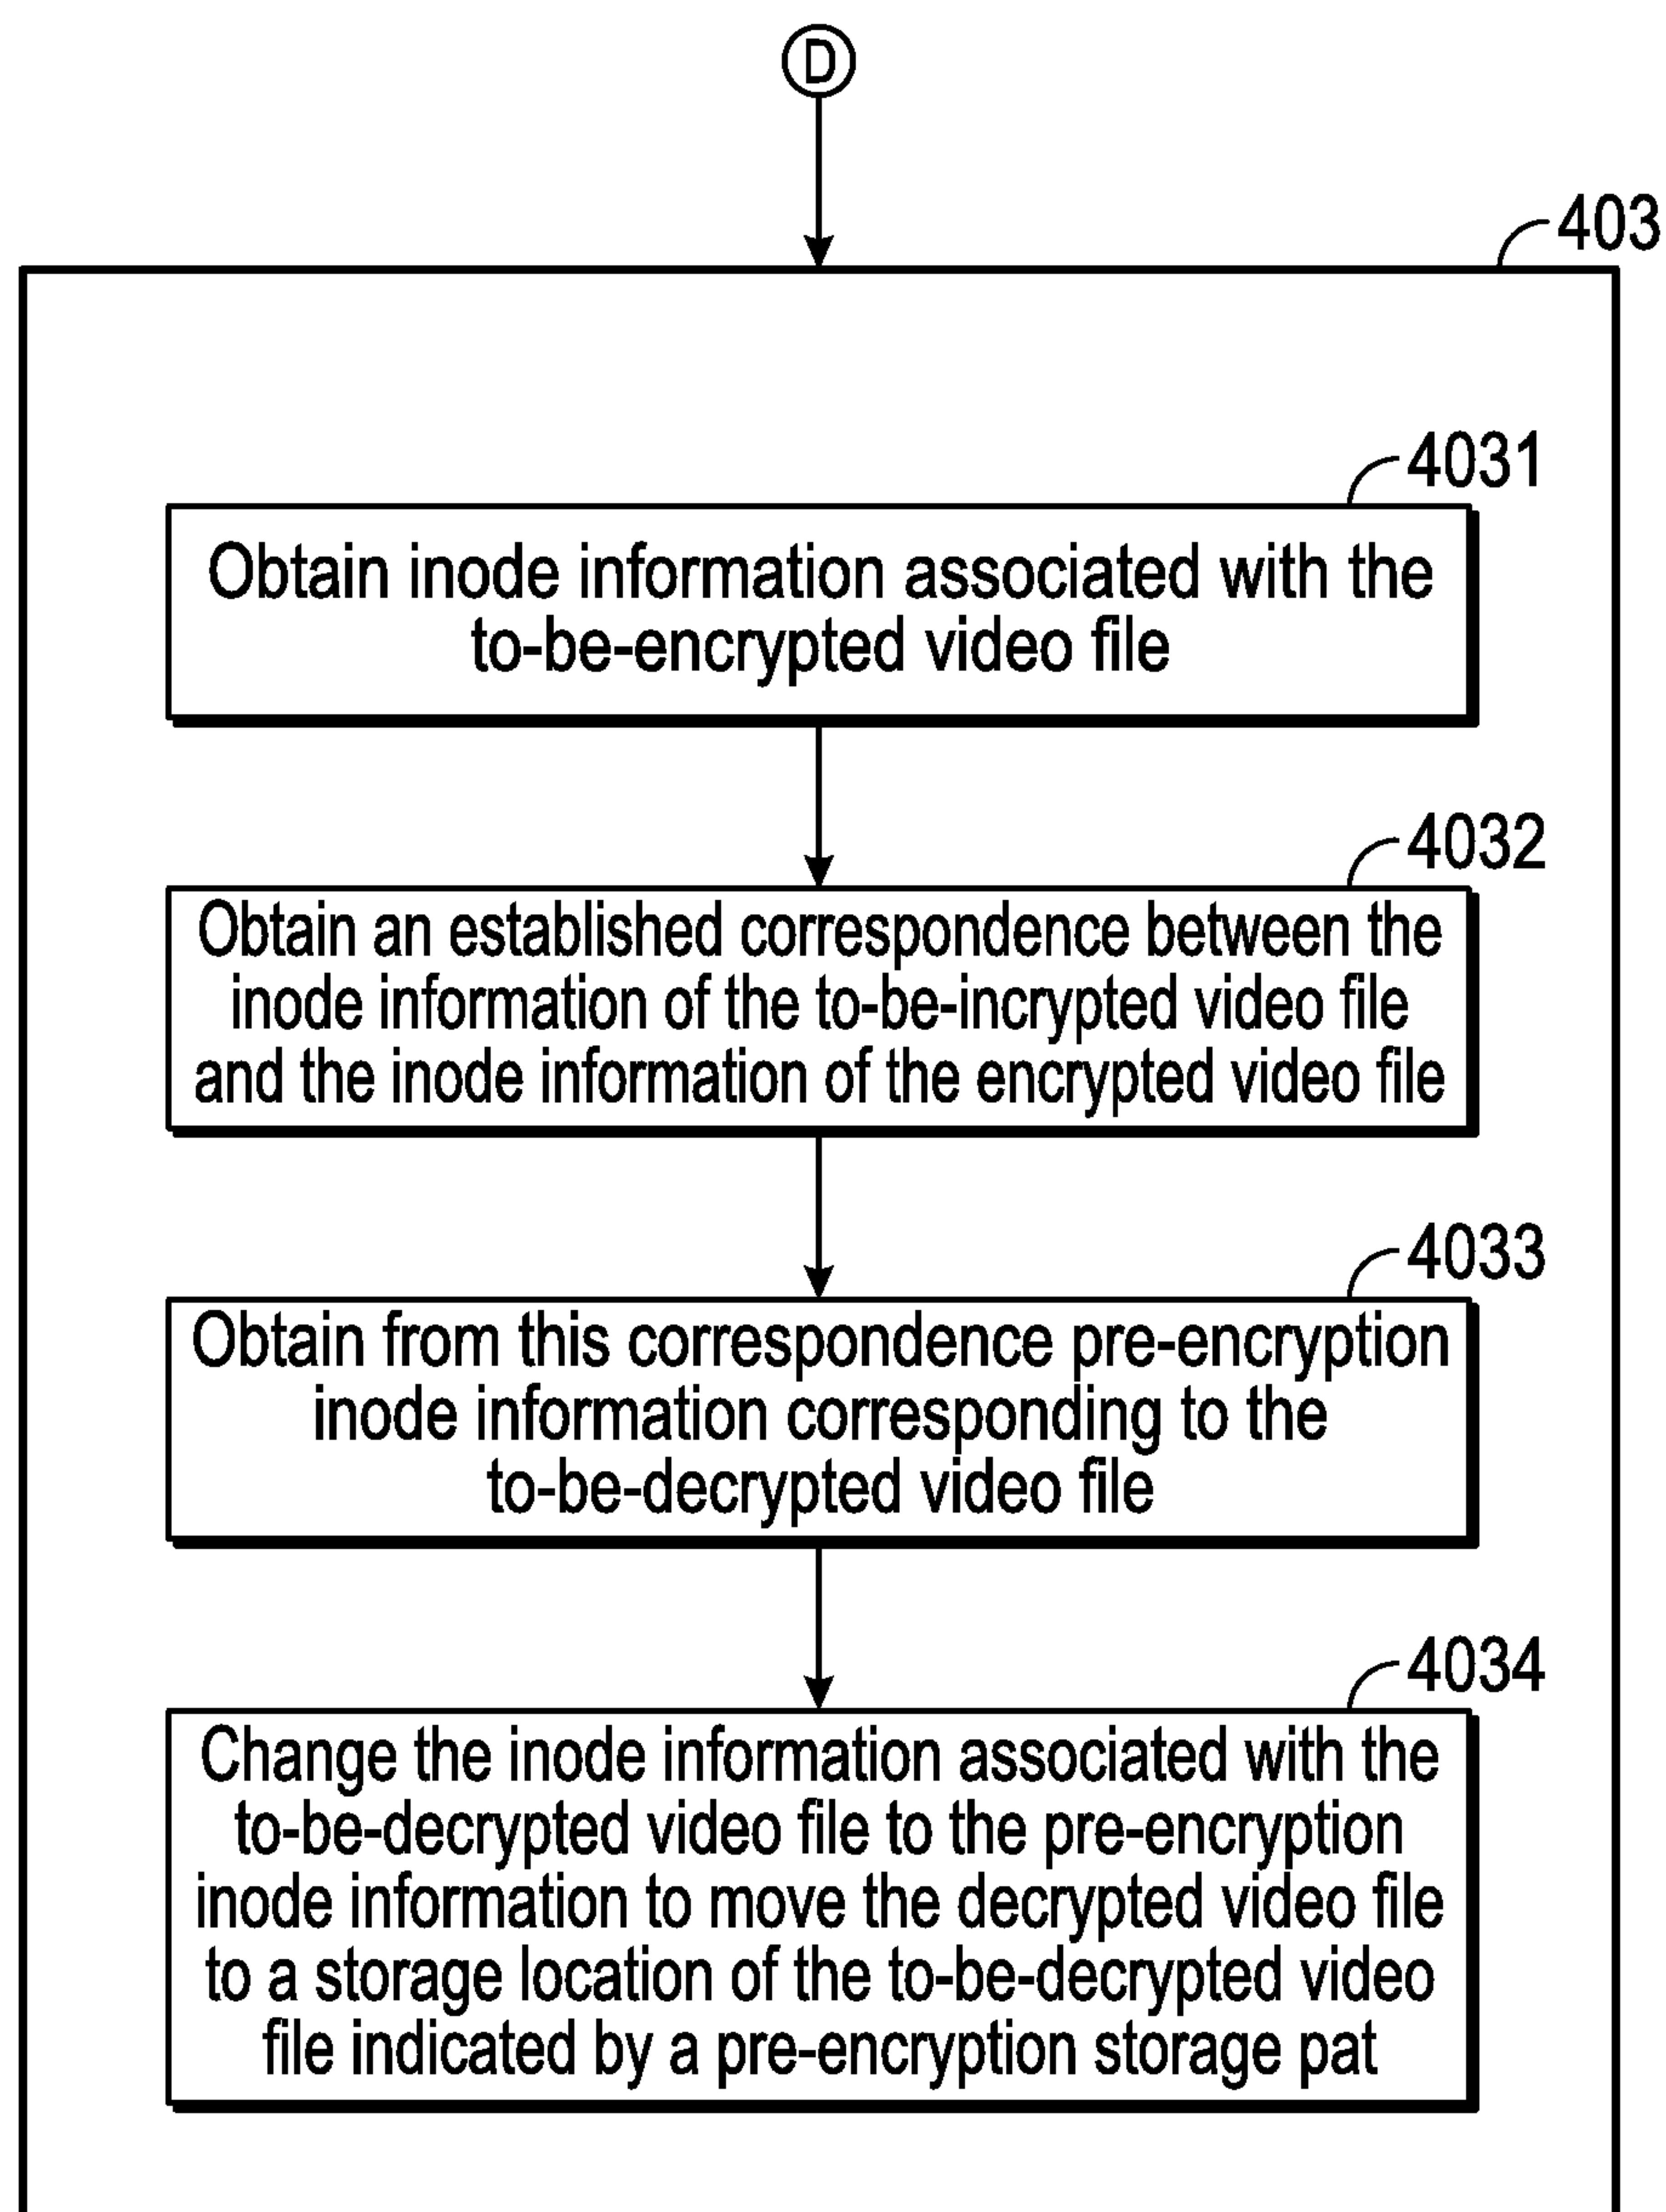 D
403
4031
Obtain inode information associated with the
to-be-encrypted video file
4032
Obtain an established correspondence between the
inode information of the to-be-incrypted video file
and the inode information of the encrypted video file
4033
Obtain from this correspondence pre-encryption
inode information corresponding to the
to-be-decrypted video file
4034
Change the inode information associated with the
to-be-decrypted video file to the pre-encryption
inode information to move the decrypted video file
to a storage location of the to-be-decrypted video
file indicated by a pre-encryption storage pat